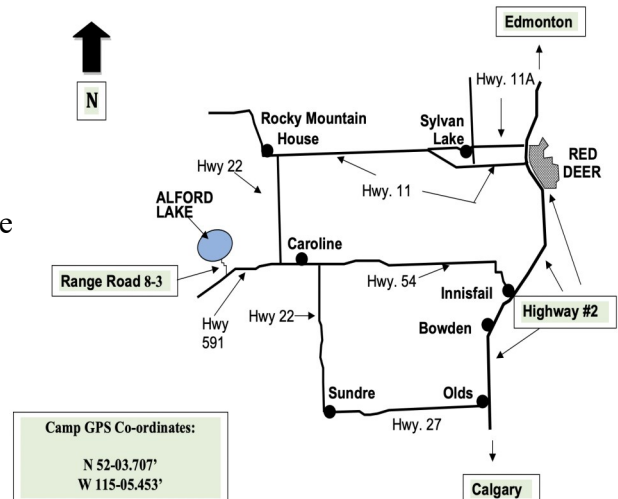 Edmonton
N
Hwy. 11A
Rocky Mountain
House
Sylvan
Lake
RED
DEER
Hwy 22
Hwy. 11
ALFORD
LAKE
e
Caroline
Range Road 8-3
Hwy. 54
Innisfail
Highway #2
Hwy
591
Hwy 22
Bowden
Sundre
Olds
Hwy. 27
Camp GPS Co-ordinates:
N 52-03.707’
W 115-05.453’
Calgary